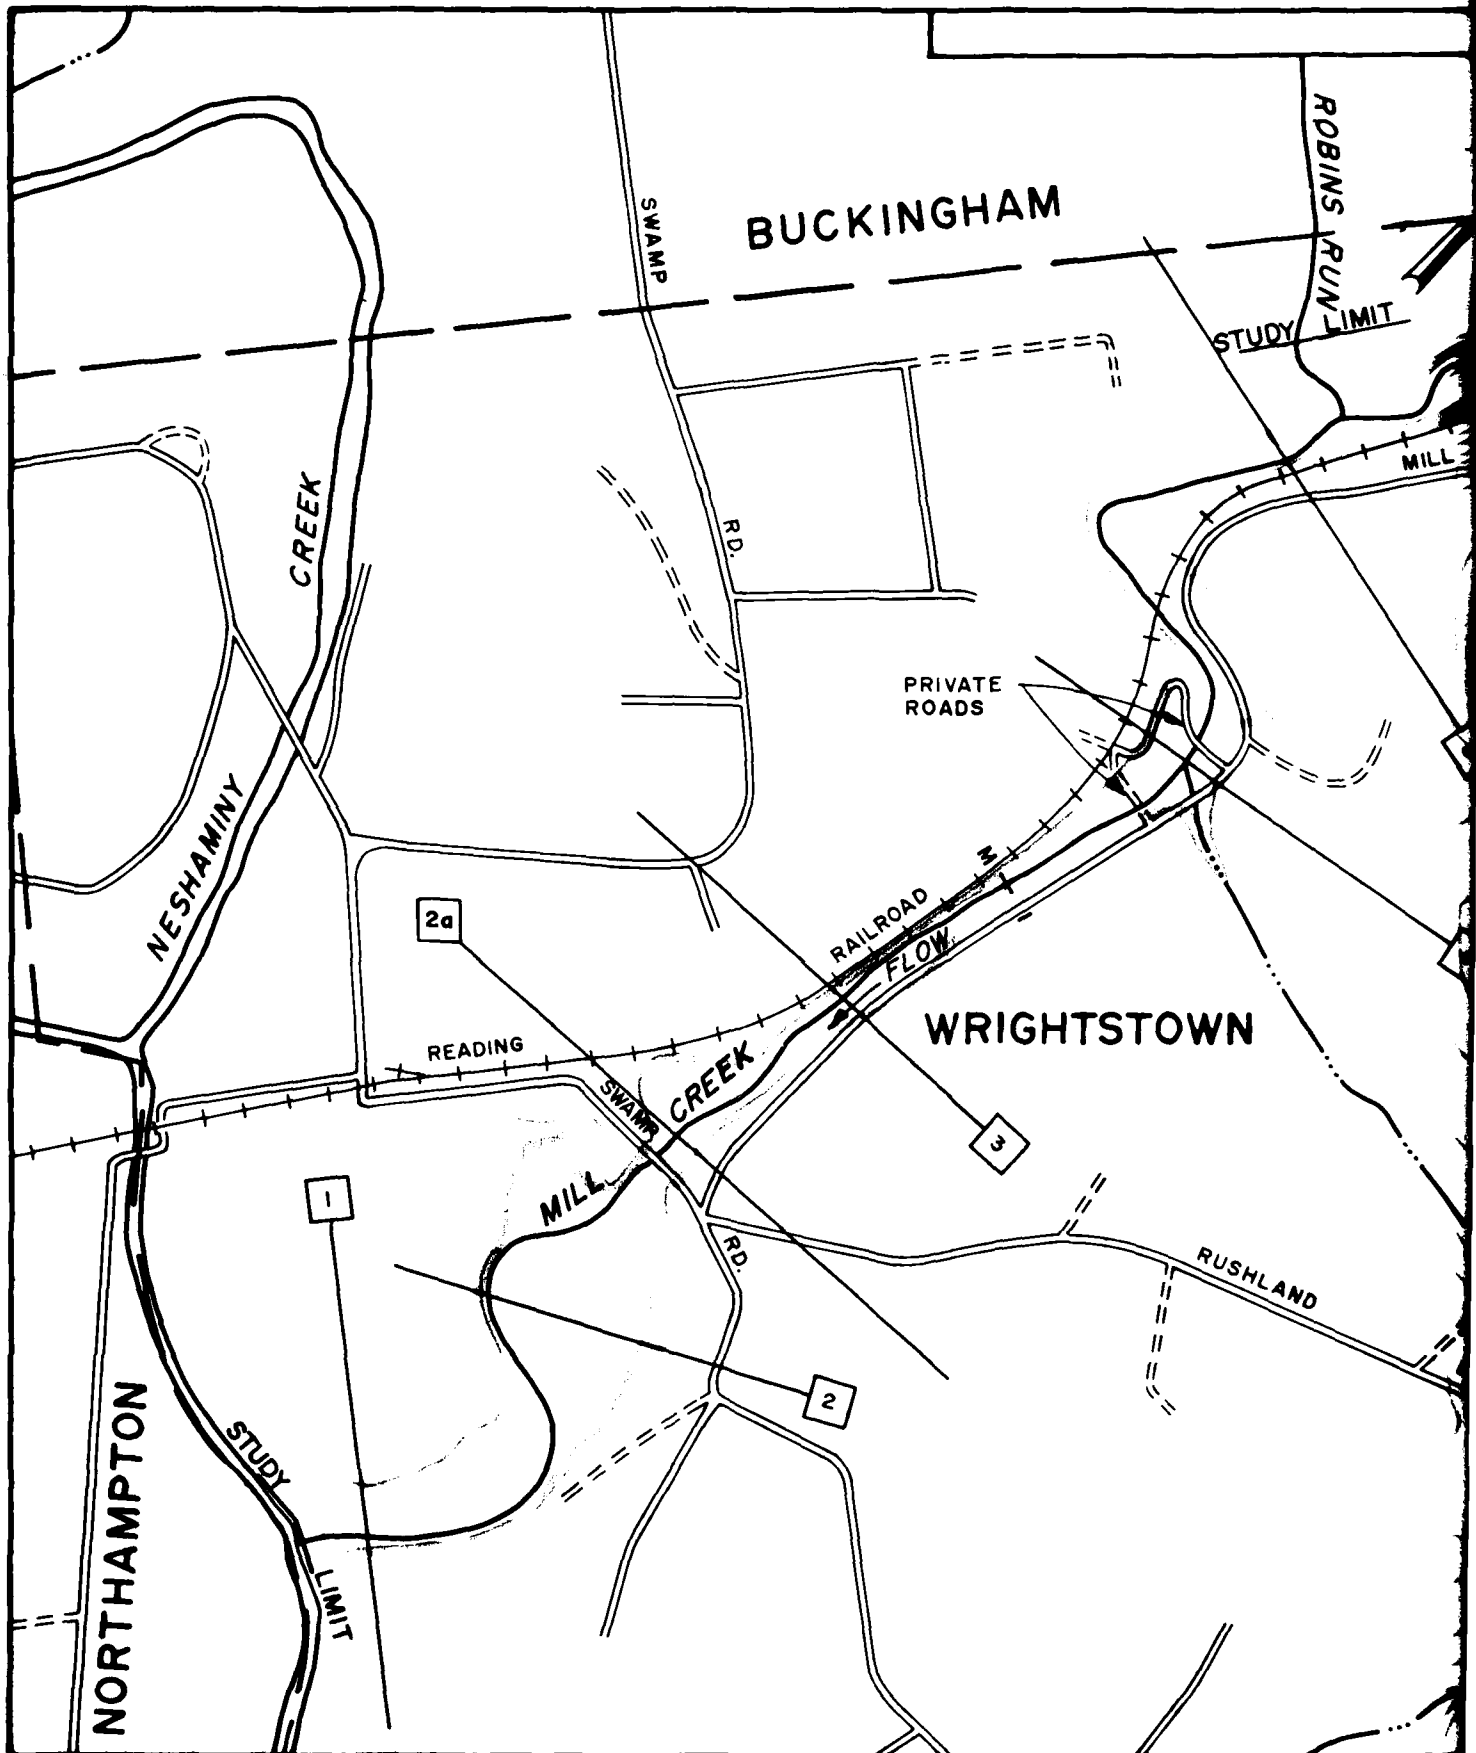 ROBINS RUN
BUCKINGHAM
SWAMP
STUDY LIMIT
MILL
CREEK
RD.
PRIVATE
ROADS
NESHAMINY
M
RAILROAD
2a
FLOW
WRIGHTSTOWN
READING
CREEK
SWAMP
3
1
MILL
RD.
RUSHLAND
2
NORTHAMPTON
STUDY
LIMIT